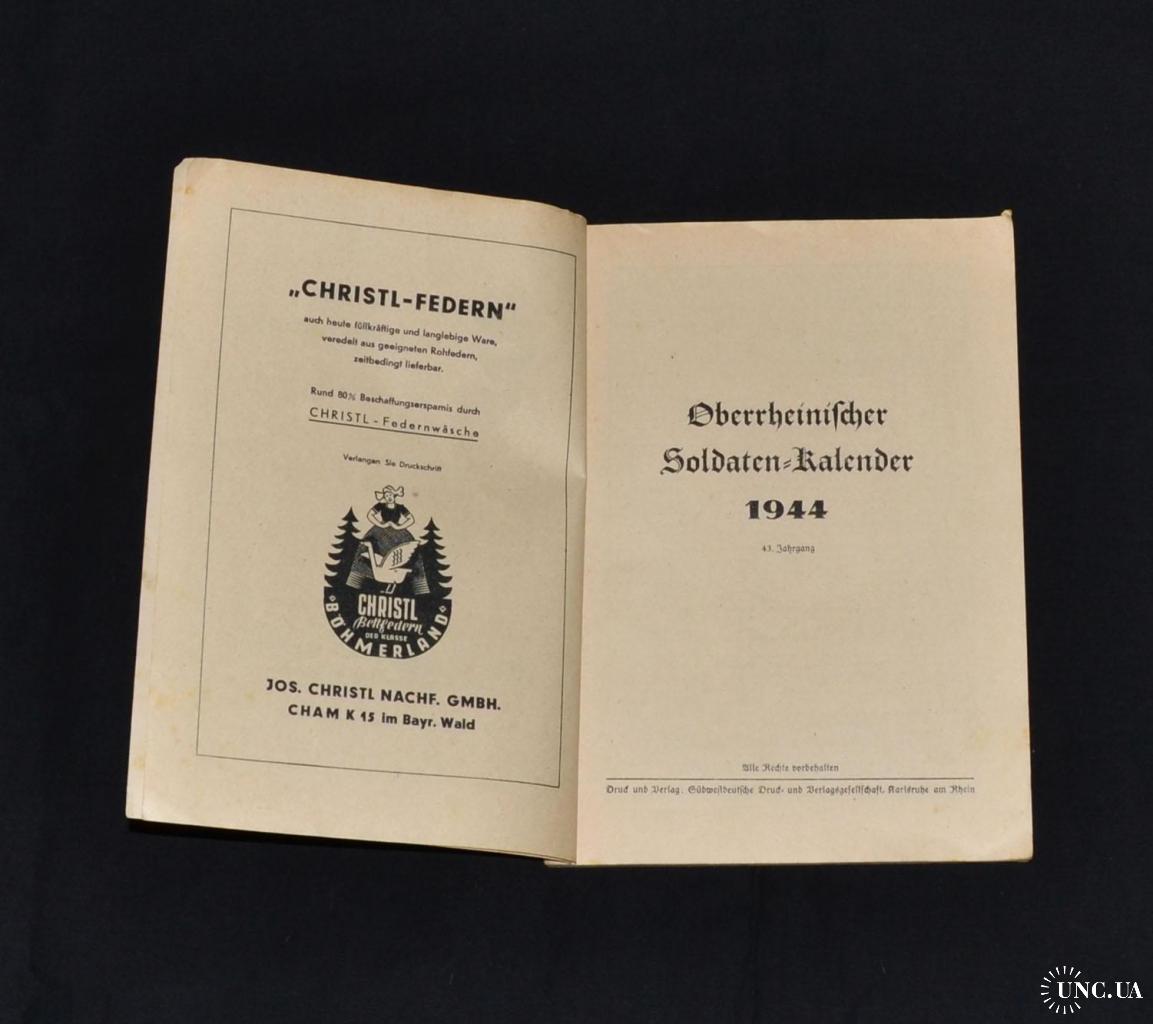 „CHRISTL-FEDERN“
auch heute füllkräftige und langlebige Ware,
veredelt aus geeigneten Rohfedern,
zeitbedingt lieferbar.
Rund 80% Beschaffungsersparnis durch
CHRISTL-Federnwäsche
Verlangen Sie Druckschrift
CHRISTL
Bettfedern
DER KLASSE
BÖHMERLAND
JOS. CHRISTL NACHF. GMBH.
CHAM K 15 im Bayr. Wald
Oberrheinischer
Soldaten-Kalender
1944
43. Jahrgang
Alle Rechte vorbehalten
Druck und Verlag: Südwestdeutsche Druck- und Verlagsgesellschaft, Karlsruhe am Rhein
UNC.UA